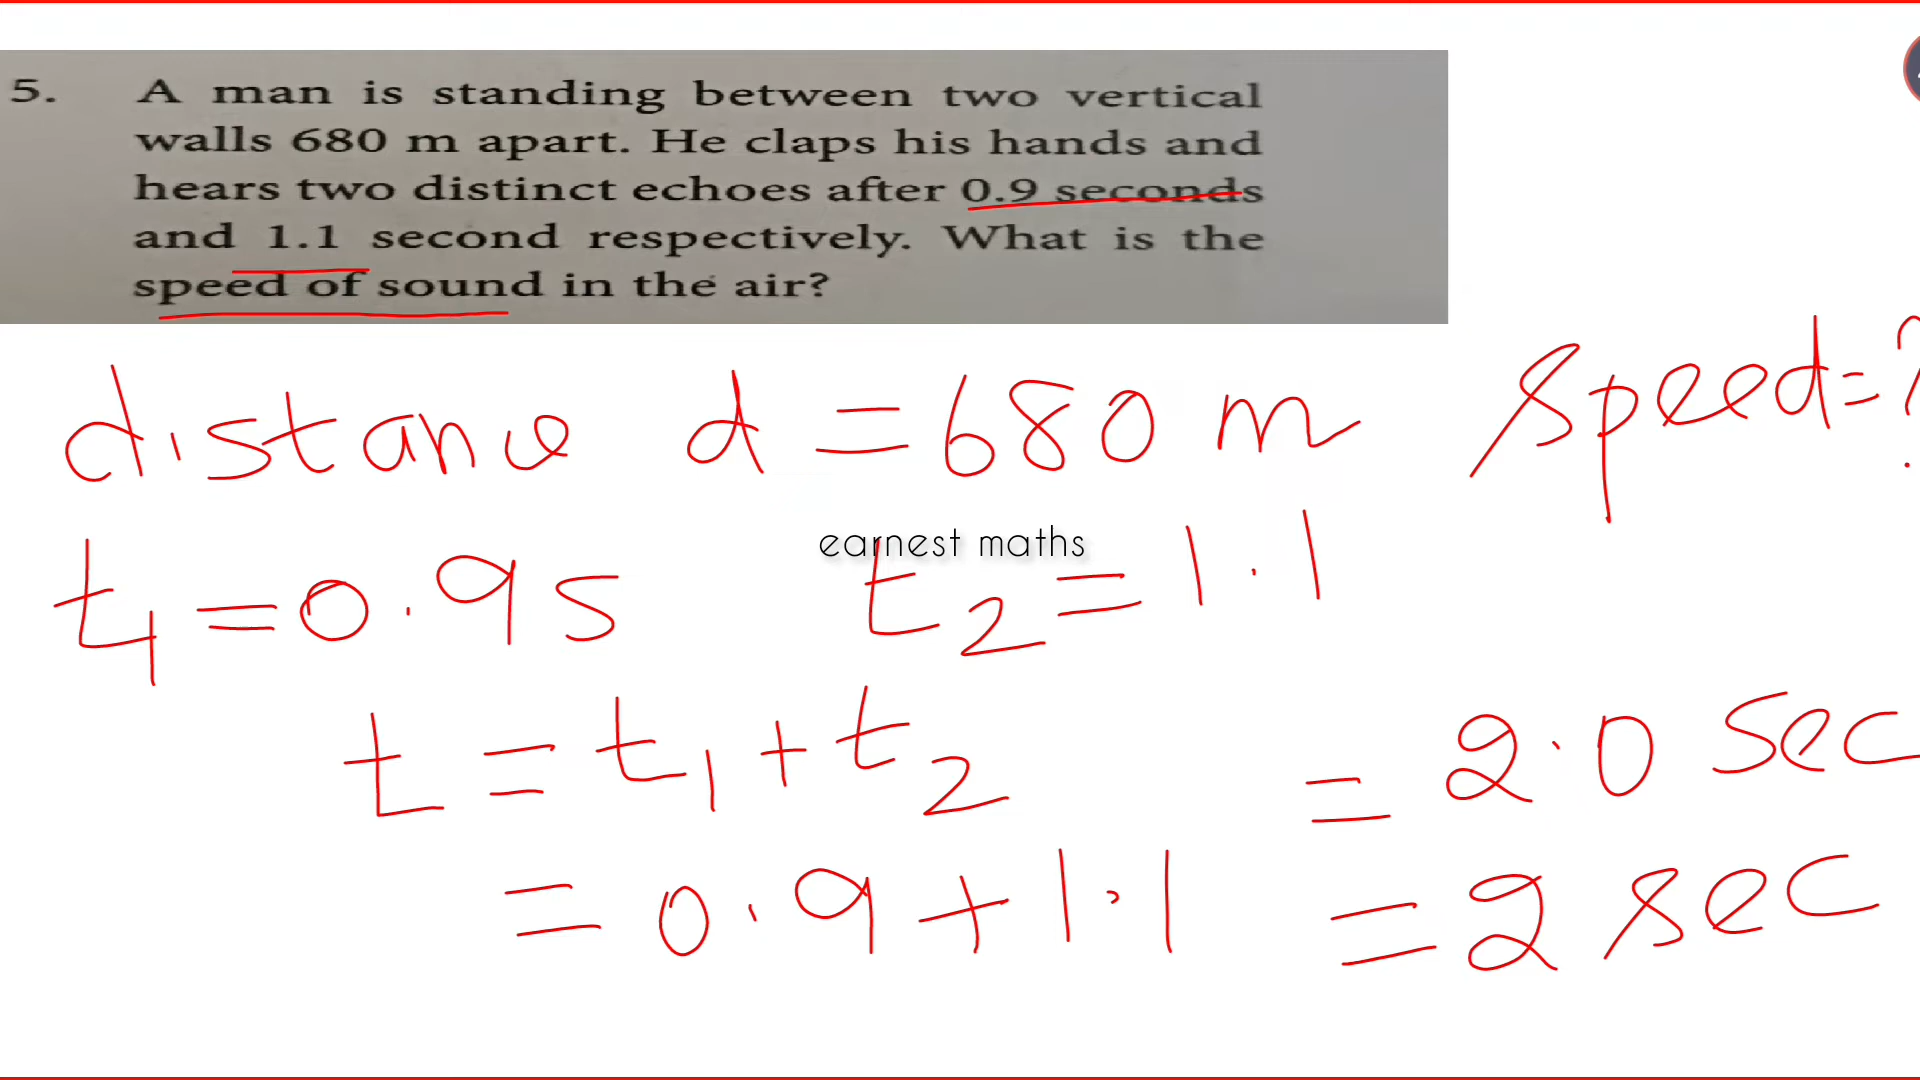 5. A man is standing between two vertical
walls 680 m apart. He claps his hands and
hears two distinct echoes after 0.9 seconds
and 1.1 second respectively. What is the
speed of sound in the air?
distance d = 680 m speed = ?
earnest maths
t1 = 0.9 s t2 = 1.1
t = t1 + t2 = 2.0 sec
= 0.9 + 1.1 = 2 sec